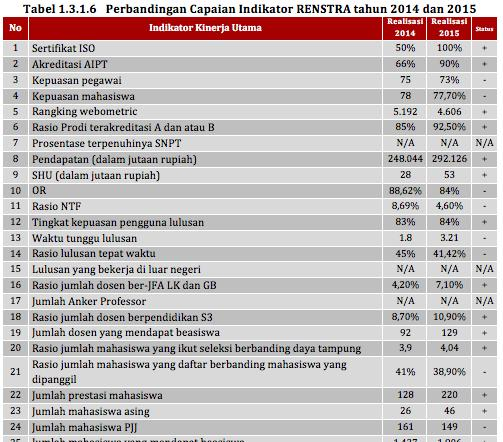 Tabel 1.3.1.6 Perbandingan Capaian Indikator RENSTRA tahun 2014 dan 2015
No Indikator Kinerja Utama Realisasi 2014 Realisasi 2015 Status
1 Sertifikat ISO 50% 100% +
2 Akreditasi AIPT 66% 90% +
3 Kepuasan pegawai 75 73% -
4 Kepuasan mahasiswa 78 77,70% -
5 Rangking webometric 5.192 4.606 +
6 Rasio Prodi terakreditasi A dan atau B 85% 92,50% +
7 Prosentase terpenuhinya SNPT N/A N/A N/A
8 Pendapatan (dalam jutaan rupiah) 248.044 292.126 +
9 SHU (dalam jutaan rupiah) 28 53 +
10 OR 88,62% 84% -
11 Rasio NTF 8,69% 4,60% -
12 Tingkat kepuasan pengguna lulusan 83% 84% +
13 Waktu tunggu lulusan 1.8 3.21 -
14 Rasio lulusan tepat waktu 45% 41,42% -
15 Lulusan yang bekerja di luar negeri N/A N/A N/A
16 Rasio jumlah dosen ber-JFA LK dan GB 4,20% 7,10% +
17 Jumlah Anker Professor N/A N/A N/A
18 Rasio jumlah dosen berpendidikan S3 8,70% 10,90% +
19 Jumlah dosen yang mendapat beasiswa 92 129 +
20 Rasio jumlah mahasiswa yang ikut seleksi berbanding daya tampung 3,9 4,04 +
21 Rasio jumlah mahasiswa yang daftar berbanding mahasiswa yang
dipanggil 41% 38,90% -
22 Jumlah prestasi mahasiswa 128 220 +
23 Jumlah mahasiswa asing 26 46 +
24 Jumlah mahasiswa PJJ 161 149 -
25 Jumlah mahasiswa yang mendapat beasiswa 1.437 1.906 +